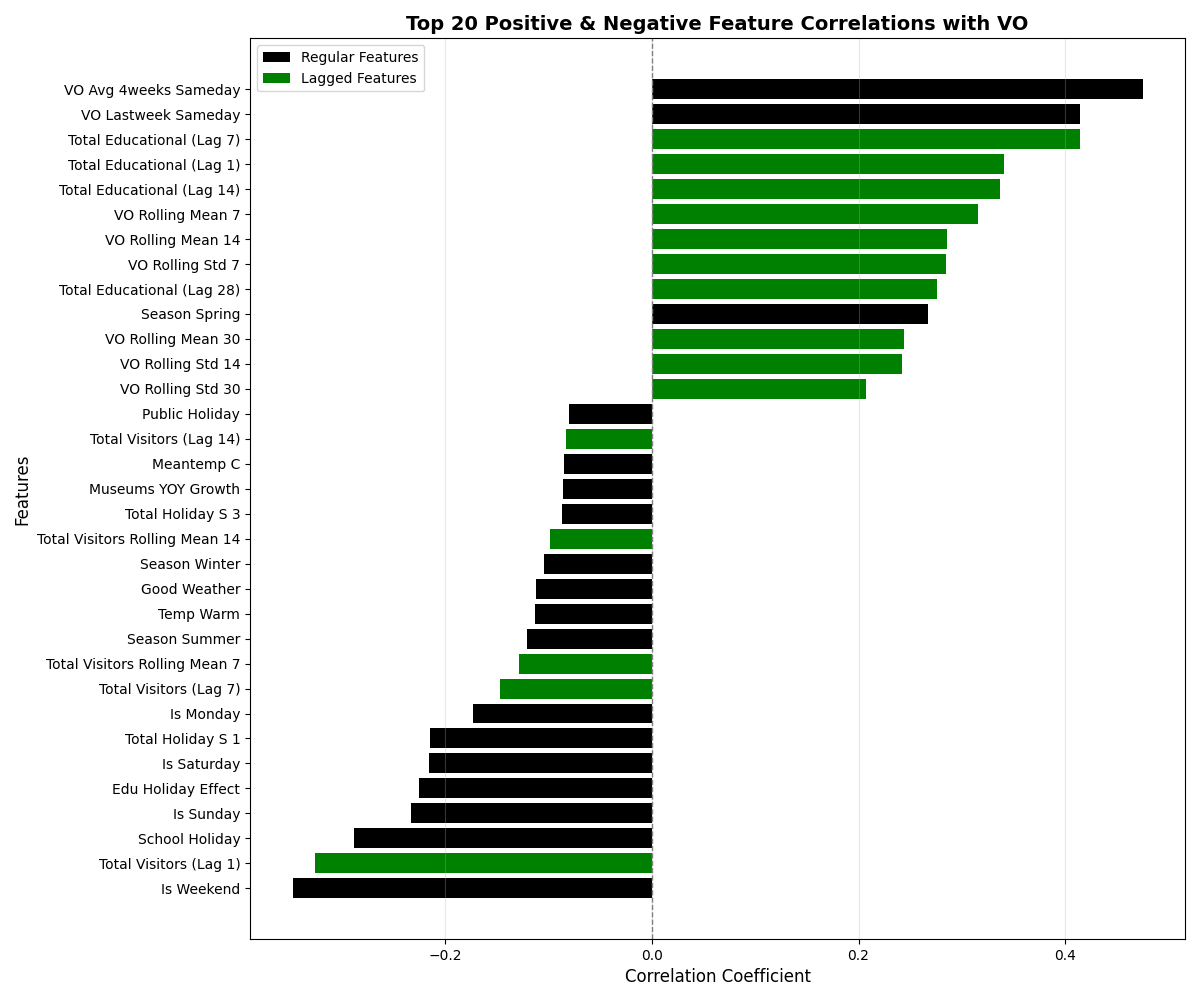 Top 20 Positive & Negative Feature Correlations with VO
Regular Features
Lagged Features
VO Avg 4weeks Sameday
VO Lastweek Sameday
Total Educational (Lag 7)
Total Educational (Lag 1)
Total Educational (Lag 14)
VO Rolling Mean 7
VO Rolling Mean 14
VO Rolling Std 7
Total Educational (Lag 28)
Season Spring
VO Rolling Mean 30
VO Rolling Std 14
VO Rolling Std 30
Public Holiday
Total Visitors (Lag 14)
Meantemp C
Museums YOY Growth
Total Holiday S 3
Total Visitors Rolling Mean 14
Season Winter
Good Weather
Temp Warm
Season Summer
Total Visitors Rolling Mean 7
Total Visitors (Lag 7)
Is Monday
Total Holiday S 1
Is Saturday
Edu Holiday Effect
Is Sunday
School Holiday
Total Visitors (Lag 1)
Is Weekend
Features
−0.2
0.0
0.2
0.4
Correlation Coefficient